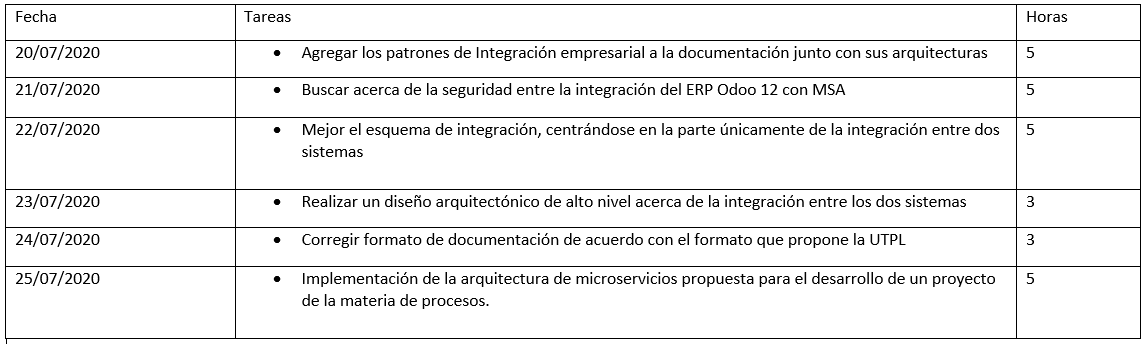 Fecha Tareas Horas
20/07/2020 • Agregar los patrones de Integración empresarial a la documentación junto con sus arquitecturas 5
21/07/2020 • Buscar acerca de la seguridad entre la integración del ERP Odoo 12 con MSA 5
22/07/2020 • Mejor el esquema de integración, centrándose en la parte únicamente de la integración entre dos 5
sistemas
23/07/2020 • Realizar un diseño arquitectónico de alto nivel acerca de la integración entre los dos sistemas 3
24/07/2020 • Corregir formato de documentación de acuerdo con el formato que propone la UTPL 3
25/07/2020 • Implementación de la arquitectura de microservicios propuesta para el desarrollo de un proyecto 5
de la materia de procesos.